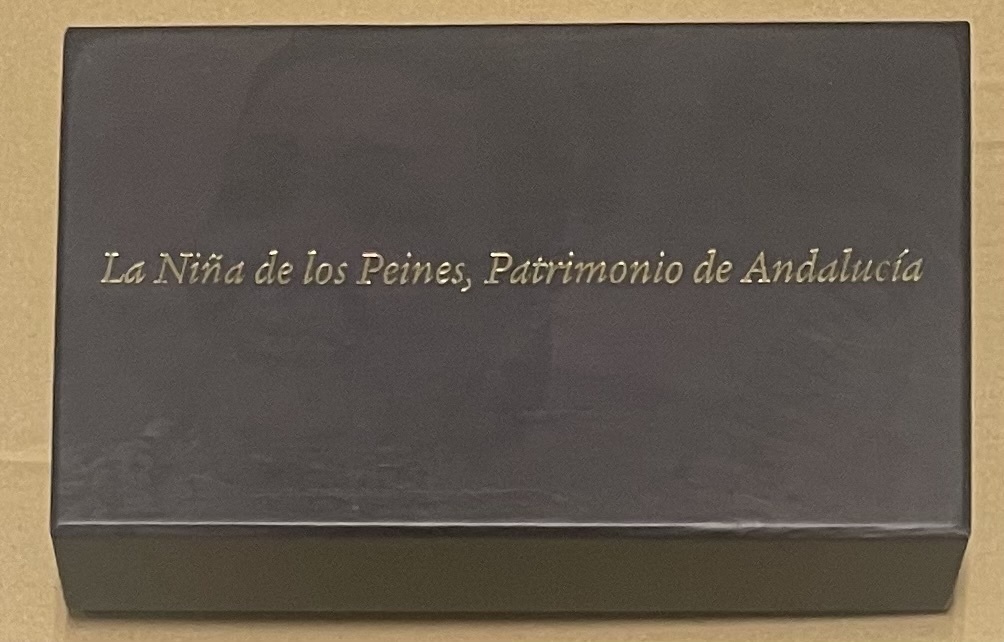 La Niña de los Peines, Patrimonio de Andalucía